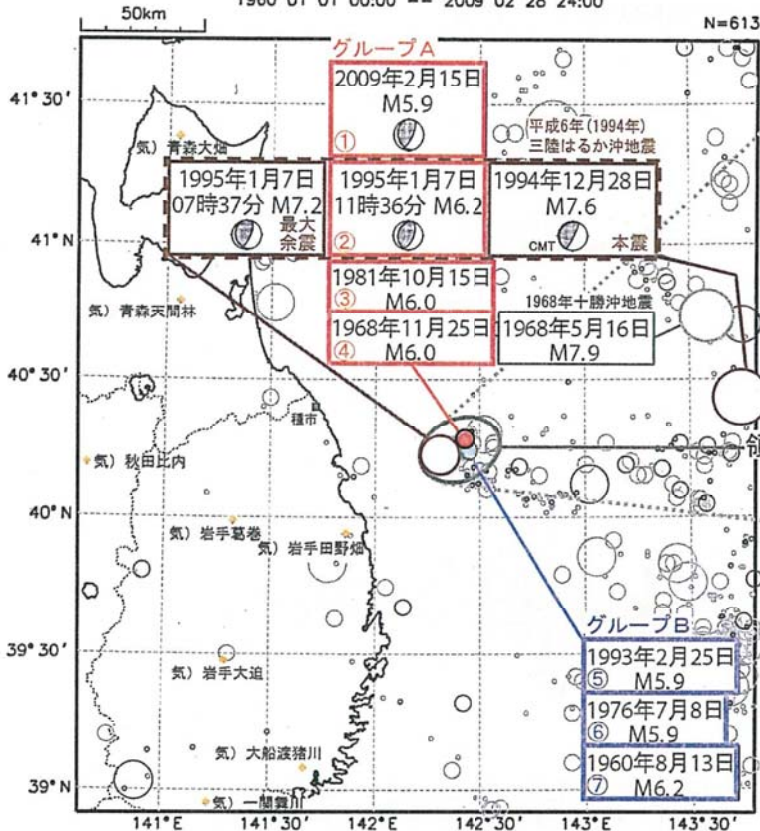 50km
N=613
グループA
2009年2月15日
M5.9
①
平成6年(1994年)
三陸はるか沖地震
1995年1月7日
07時37分 M7.2
最大
余震
1995年1月7日
11時36分 M6.2
②
1994年12月28日
M7.6
CMT
本震
1981年10月15日
③ M6.0
1968年11月25日
④ M6.0
1968年十勝沖地震
1968年5月16日
M7.9
41°30′
気）青森大畑
41°N
気）青森天間林
40°30′
種市
領
気）秋田比内
40°N
気）岩手葛巻
気）岩手田野畑
39°30′
気）岩手大迫
気）大船渡猪川
39°N
気）一関舞川
グループB
1993年2月25日
⑤ M5.9
1976年7月8日
⑥ M5.9
1960年8月13日
⑦ M6.2
141°E
141°30′
142°E
142°30′
143°E
143°30′